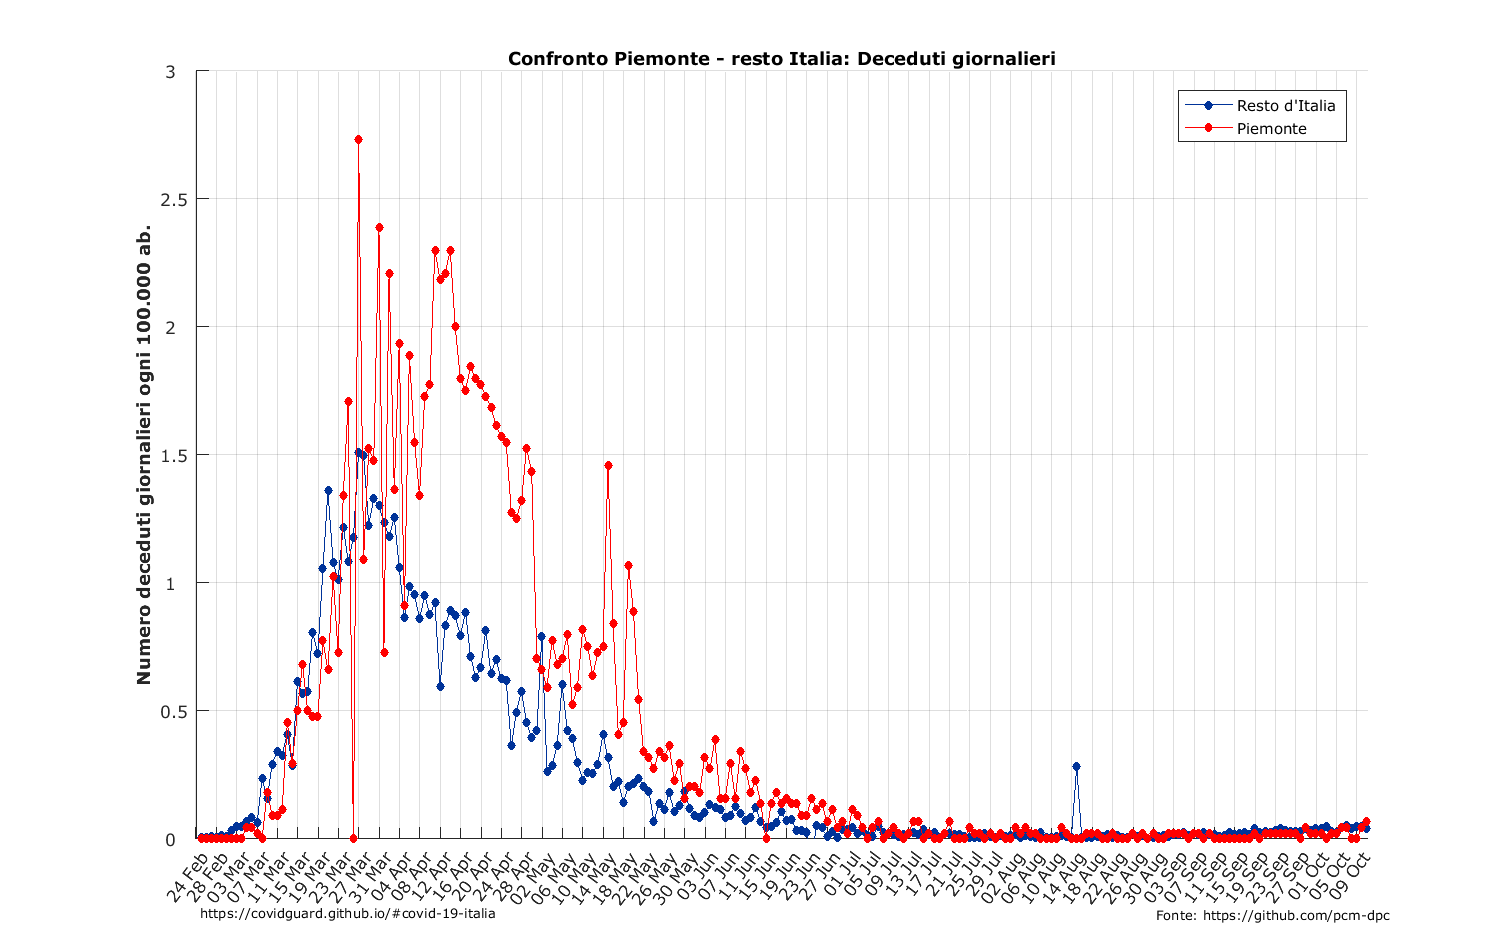 Confronto Piemonte - resto Italia: Deceduti giornalieri
Resto d'Italia
Piemonte
Numero deceduti giornalieri ogni 100.000 ab.
3
2.5
2
1.5
1
0.5
0
24 Feb
28 Feb
03 Mar
07 Mar
11 Mar
15 Mar
19 Mar
23 Mar
27 Mar
31 Mar
04 Apr
08 Apr
12 Apr
16 Apr
20 Apr
24 Apr
28 Apr
02 May
06 May
10 May
14 May
18 May
22 May
26 May
30 May
03 Jun
07 Jun
11 Jun
15 Jun
19 Jun
23 Jun
27 Jun
01 Jul
05 Jul
09 Jul
13 Jul
17 Jul
21 Jul
25 Jul
29 Jul
02 Aug
06 Aug
10 Aug
14 Aug
18 Aug
22 Aug
26 Aug
30 Aug
03 Sep
07 Sep
11 Sep
15 Sep
19 Sep
23 Sep
27 Sep
01 Oct
05 Oct
09 Oct
https://covidguard.github.io/#covid-19-italia
Fonte: https://github.com/pcm-dpc